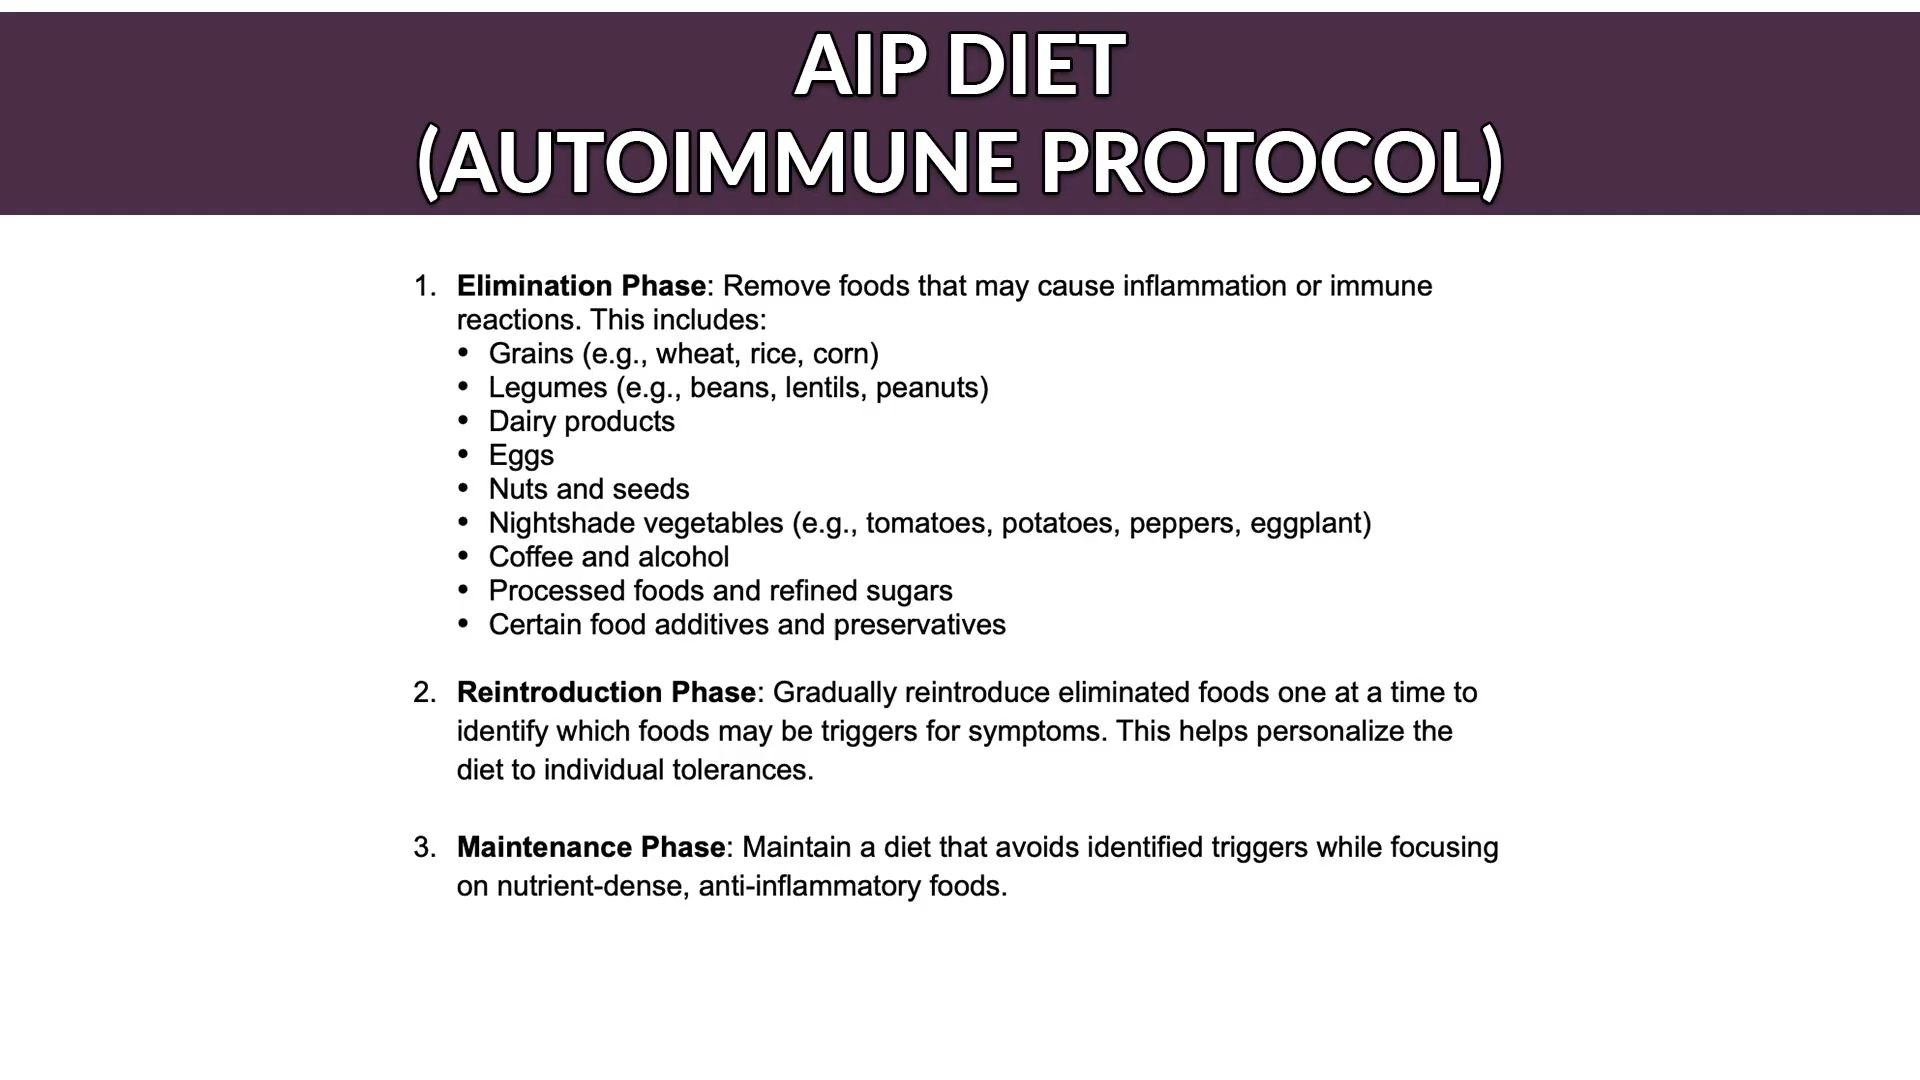 AIP DIET
(AUTOIMMUNE PROTOCOL)
1. Elimination Phase: Remove foods that may cause inflammation or immune
reactions. This includes:
• Grains (e.g., wheat, rice, corn)
• Legumes (e.g., beans, lentils, peanuts)
• Dairy products
• Eggs
• Nuts and seeds
• Nightshade vegetables (e.g., tomatoes, potatoes, peppers, eggplant)
• Coffee and alcohol
• Processed foods and refined sugars
• Certain food additives and preservatives
2. Reintroduction Phase: Gradually reintroduce eliminated foods one at a time to
identify which foods may be triggers for symptoms. This helps personalize the
diet to individual tolerances.
3. Maintenance Phase: Maintain a diet that avoids identified triggers while focusing
on nutrient-dense, anti-inflammatory foods.